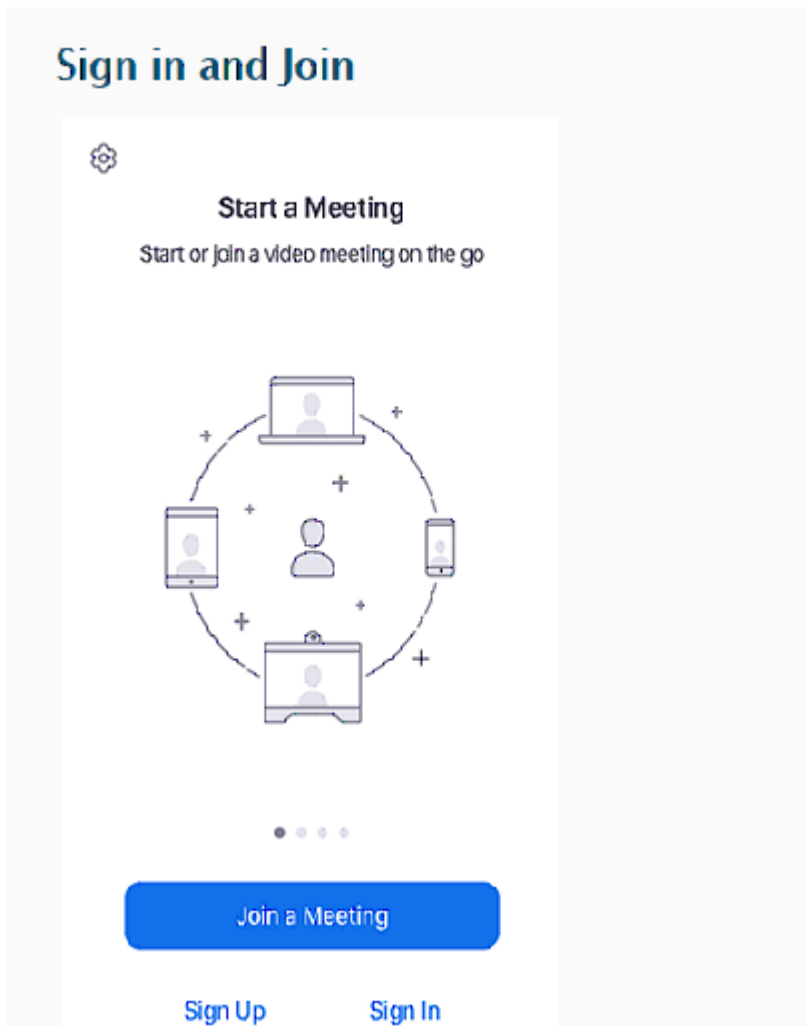 Sign in and Join
Start a Meeting
Start or join a video meeting on the go
Join a Meeting
Sign Up
Sign In